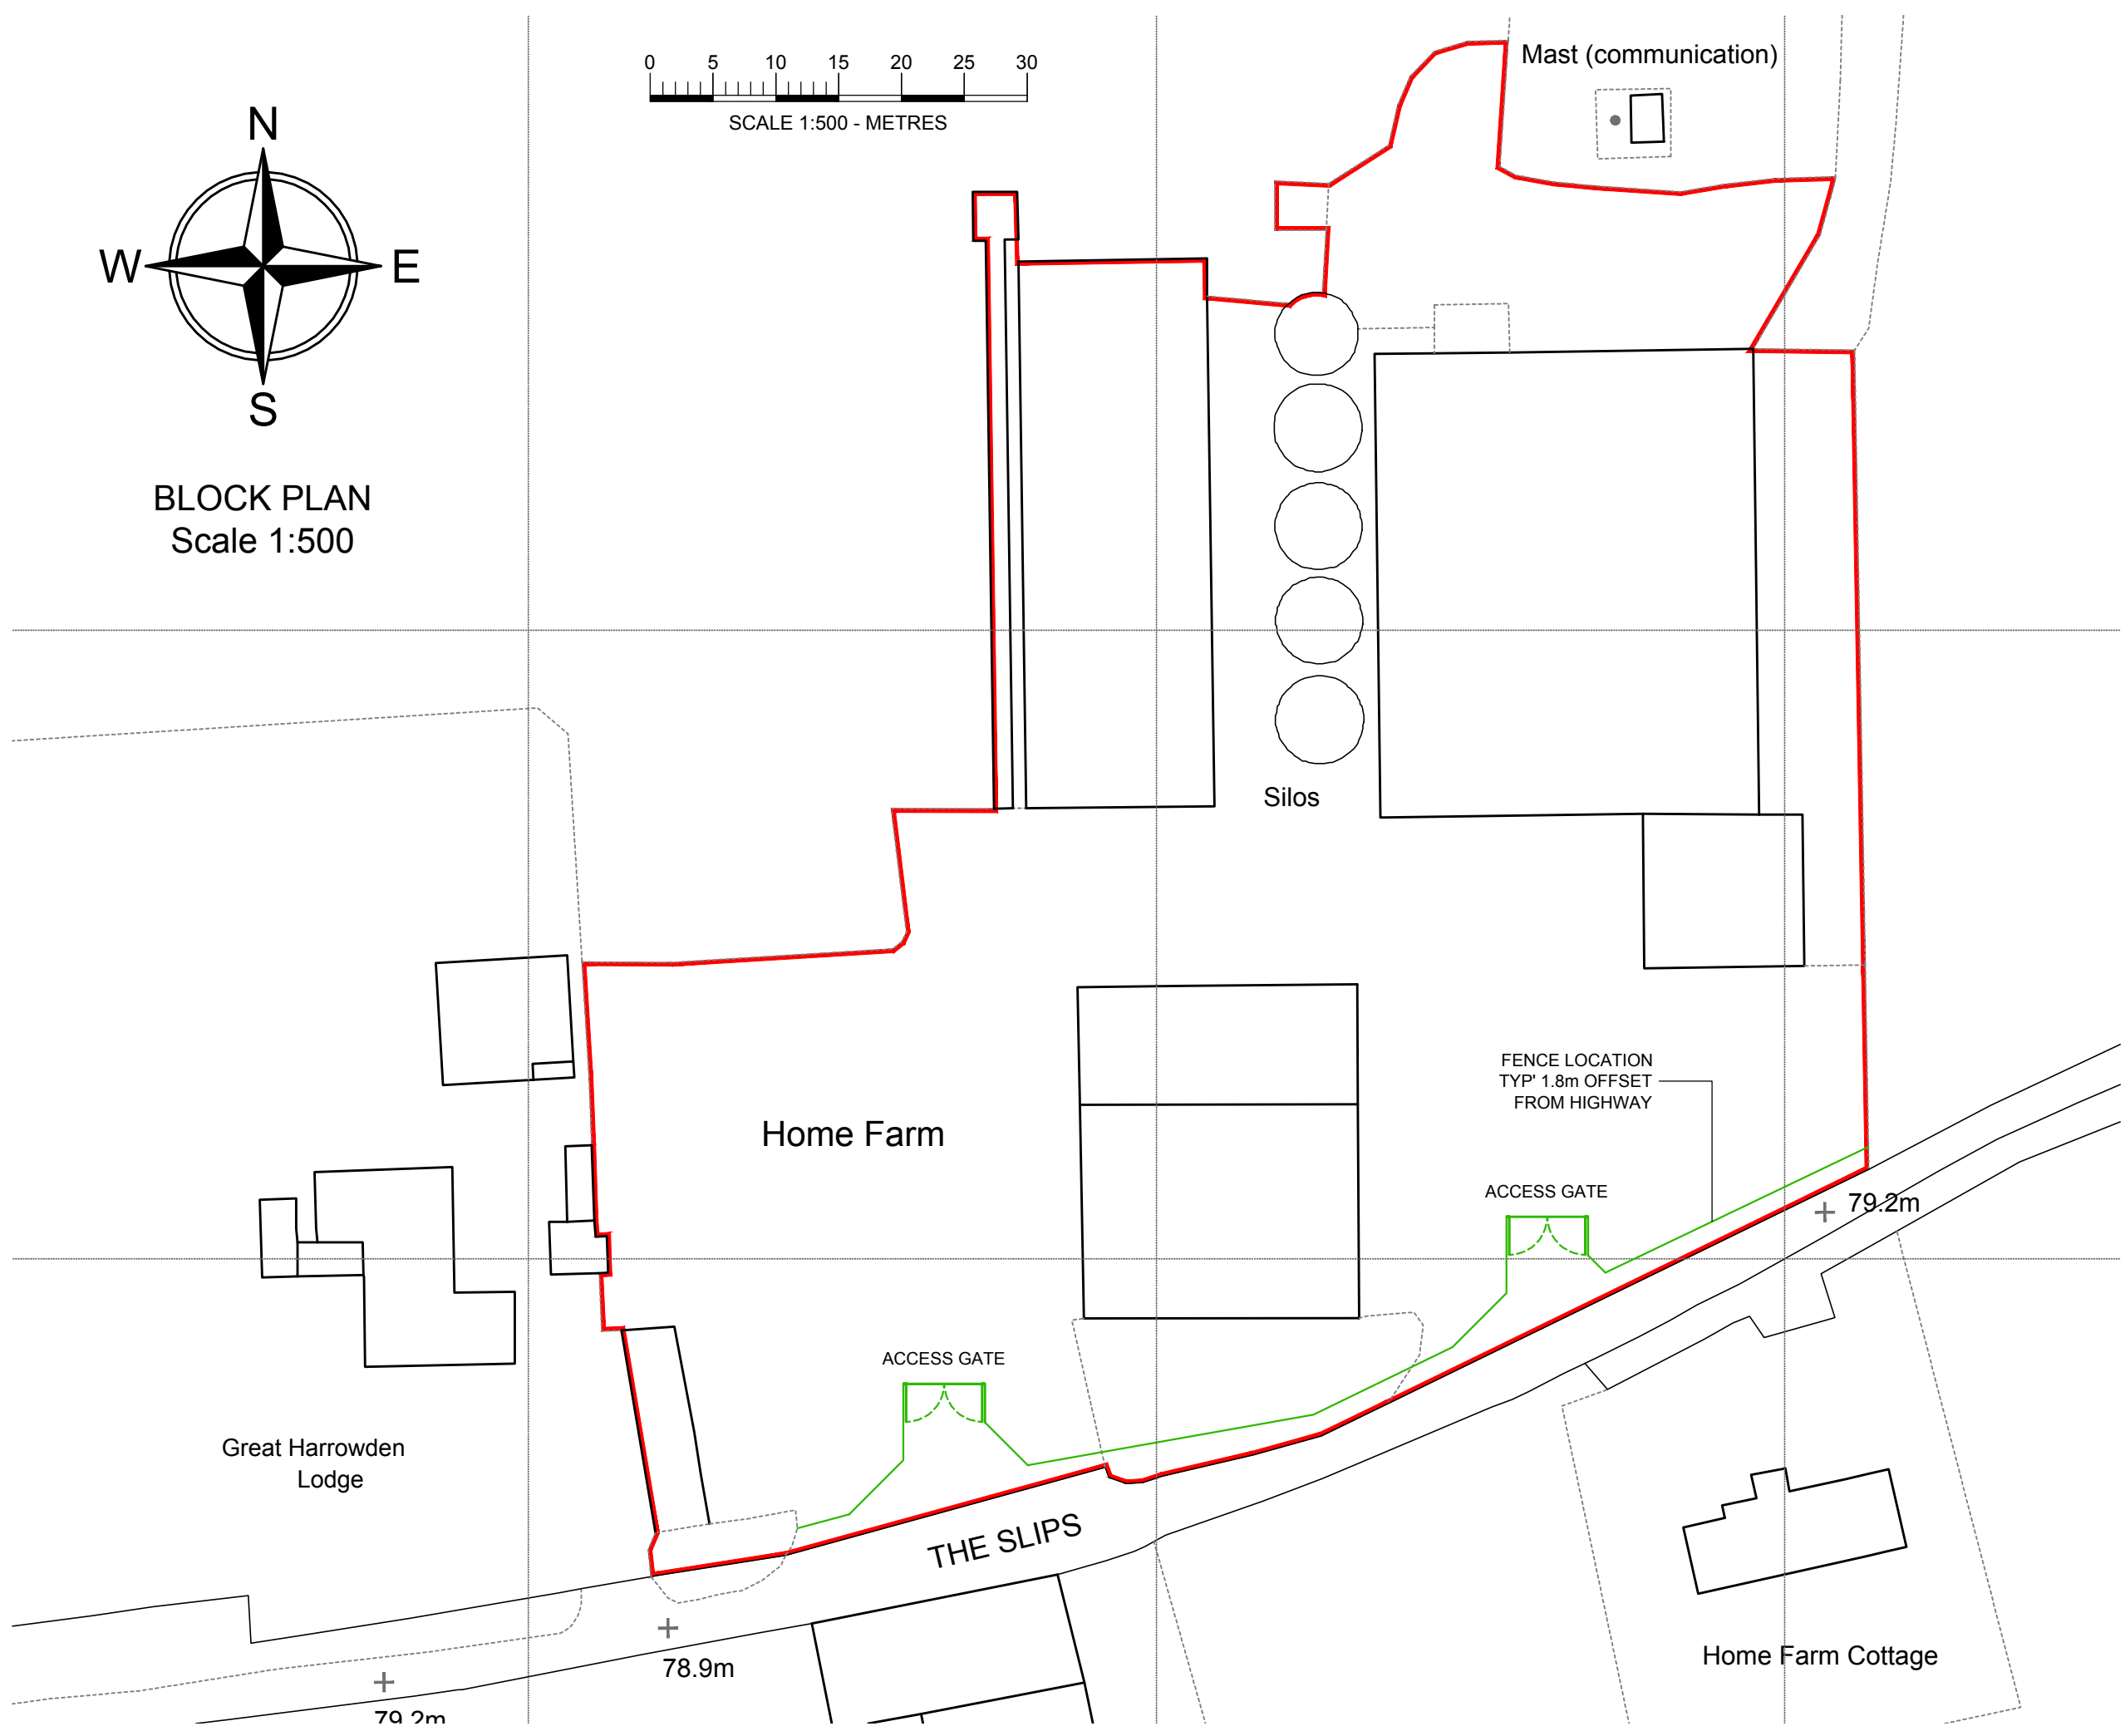 0 5 10 15 20 25 30
SCALE 1:500 - METRES
Mast (communication)
N
W E
S
BLOCK PLAN
Scale 1:500
Silos
FENCE LOCATION
TYP' 1.8m OFFSET
FROM HIGHWAY
Home Farm
ACCESS GATE
79.2m
ACCESS GATE
Great Harrowden
Lodge
THE SLIPS
Home Farm Cottage
78.9m
79.2m